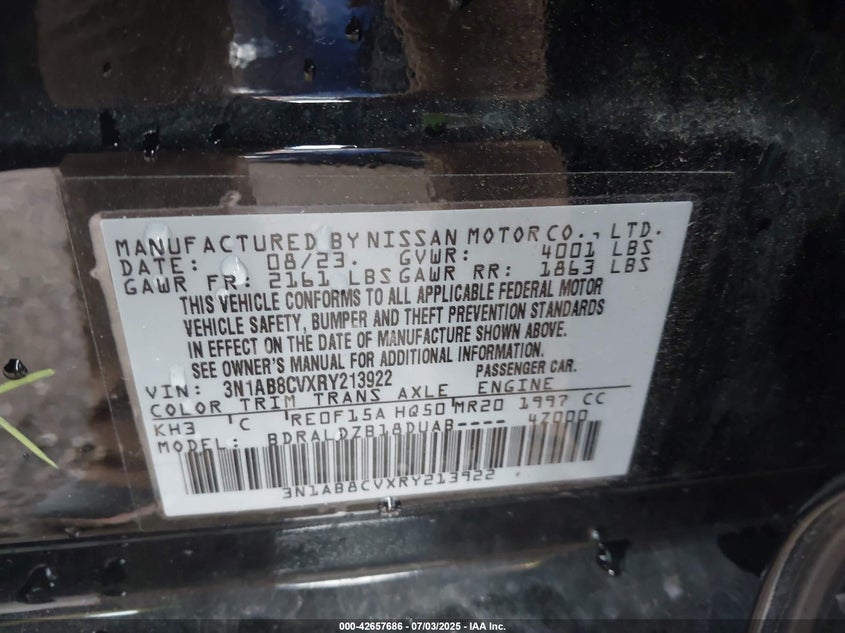 MANUFACTURED BY NISSAN MOTOR CO., LTD.
DATE: 08/23. GVWR: 4001 LBS
GAWR FR: 2161 LBS GAWR RR: 1863 LBS
THIS VEHICLE CONFORMS TO ALL APPLICABLE FEDERAL MOTOR
VEHICLE SAFETY, BUMPER AND THEFT PREVENTION STANDARDS
IN EFFECT ON THE DATE OF MANUFACTURE SHOWN ABOVE.
SEE OWNER'S MANUAL FOR ADDITIONAL INFORMATION.
VIN: 3N1AB8CVXRY213922 PASSENGER CAR.
COLOR TRIM TRANS AXLE ENGINE
KH3 C RE0F15A HQ50 MR20 1997 CC
MODEL: BDRALDZB18DUAB---- 4Z000
3N1AB8CVXRY213922
000-42657686 - 07/03/2025 - IAA Inc.